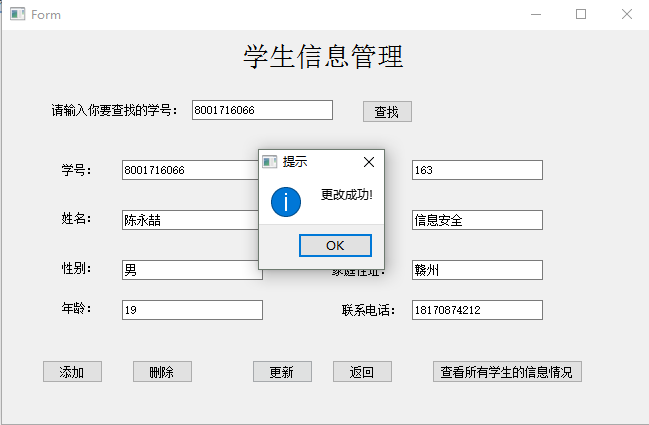 Form
学生信息管理
请输入你要查找的学号： 8001716066 查找
提示
学号： 8001716066 163
更改成功!
姓名： 陈永喆 信息安全
OK
性别： 男 家庭住址： 赣州
年龄： 19 联系电话： 18170874212
添加 删除 更新 返回 查看所有学生的信息情况